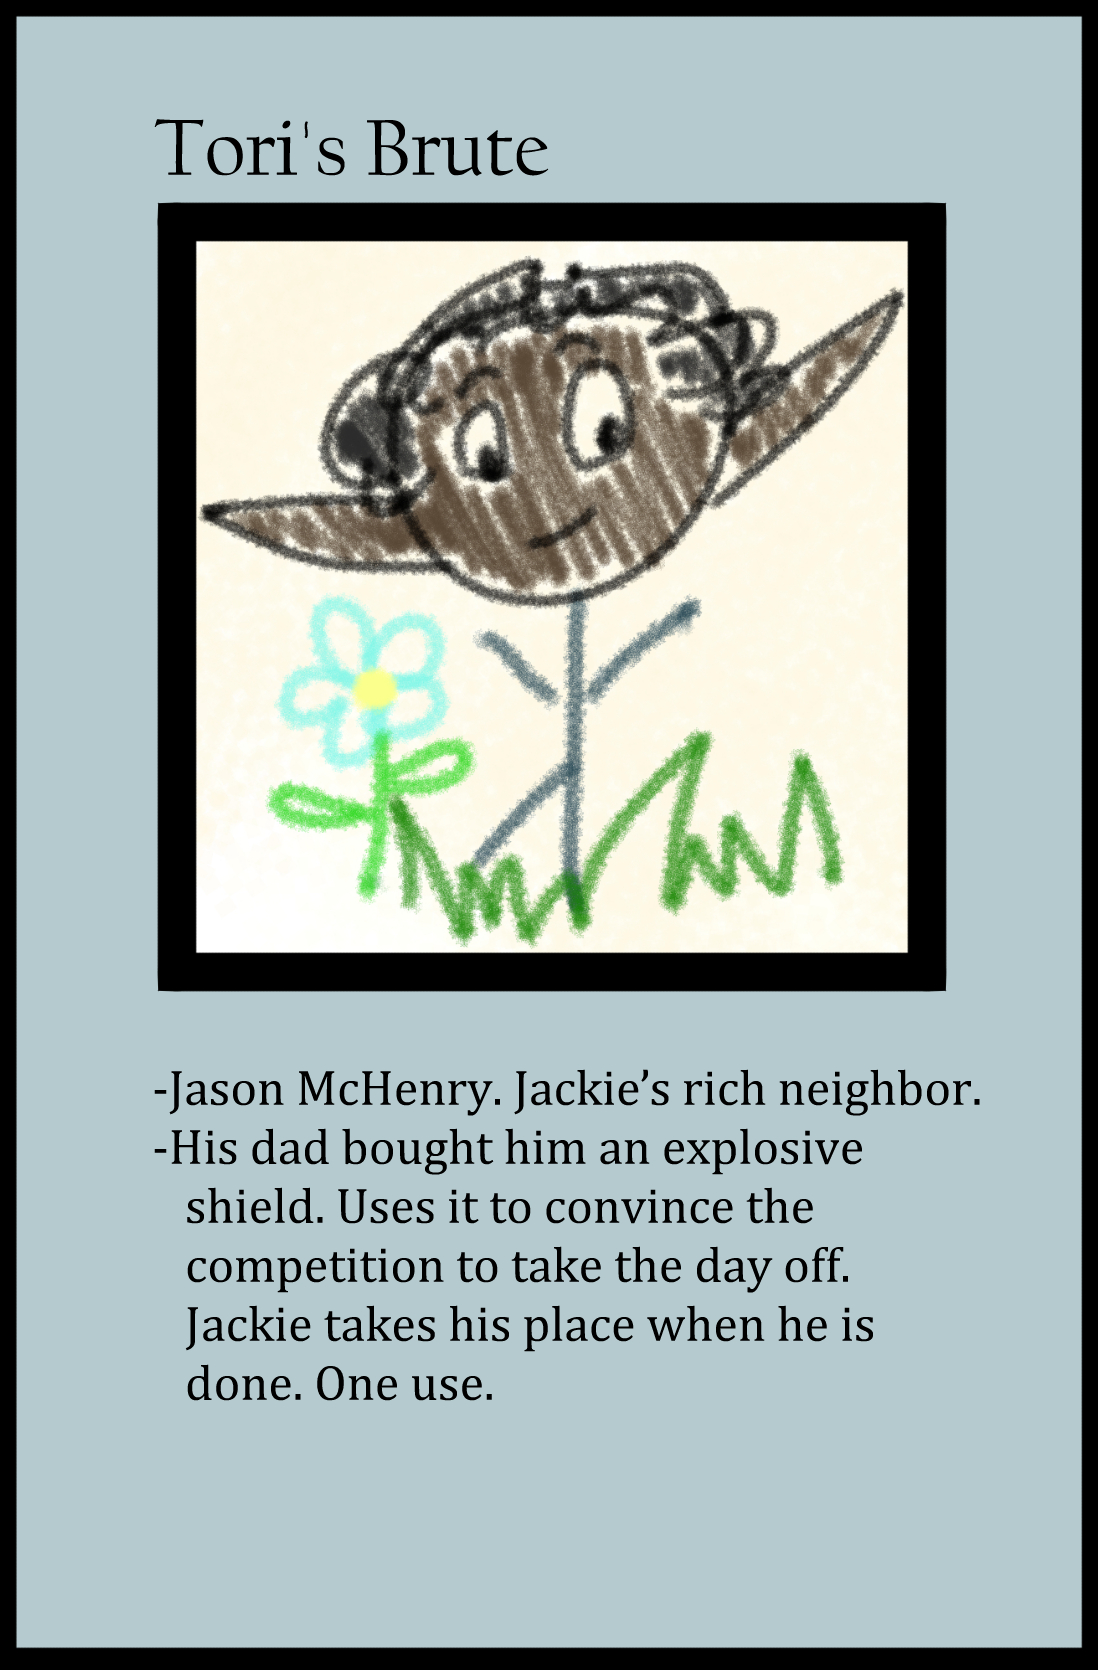 Tori's Brute
-Jason McHenry. Jackie’s rich neighbor.
-His dad bought him an explosive
shield. Uses it to convince the
competition to take the day off.
Jackie takes his place when he is
done. One use.